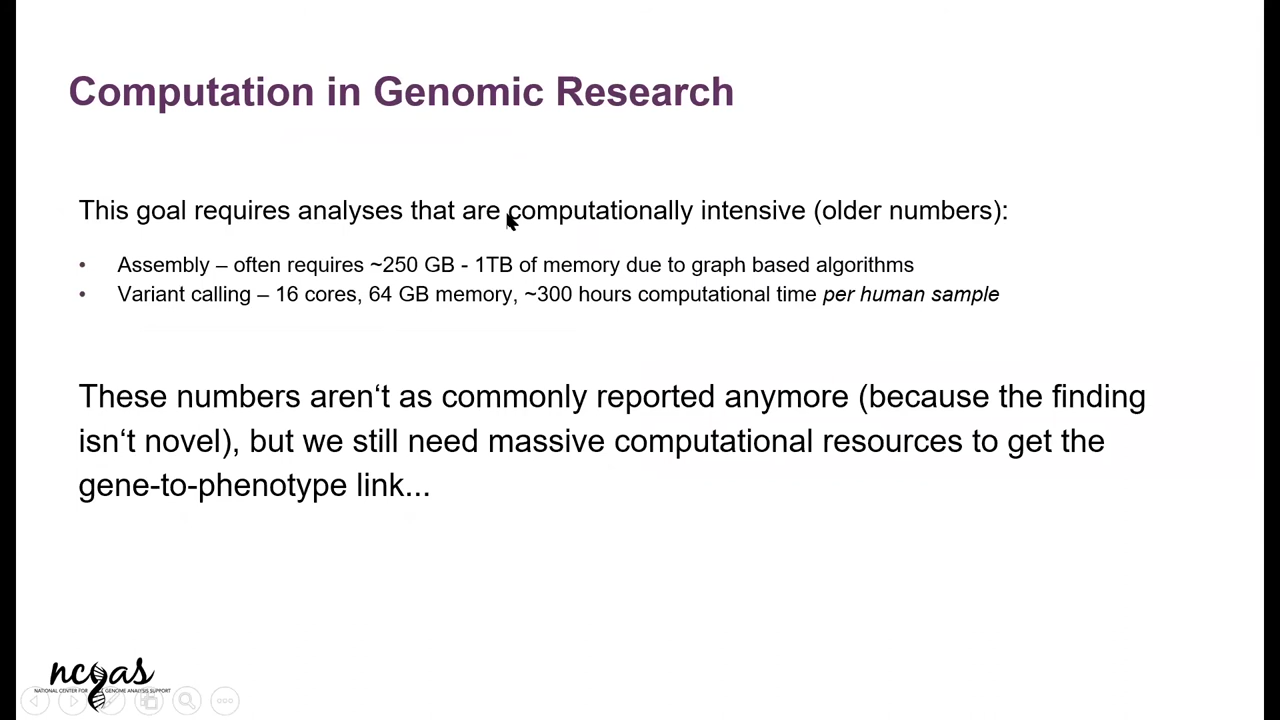 Computation in Genomic Research
This goal requires analyses that are computationally intensive (older numbers):
• Assembly – often requires ~250 GB - 1TB of memory due to graph based algorithms
• Variant calling – 16 cores, 64 GB memory, ~300 hours computational time per human sample
These numbers aren‘t as commonly reported anymore (because the finding
isn‘t novel), but we still need massive computational resources to get the
gene-to-phenotype link...
ncgas
NATIONAL CENTER FOR GENOME ANALYSIS SUPPORT